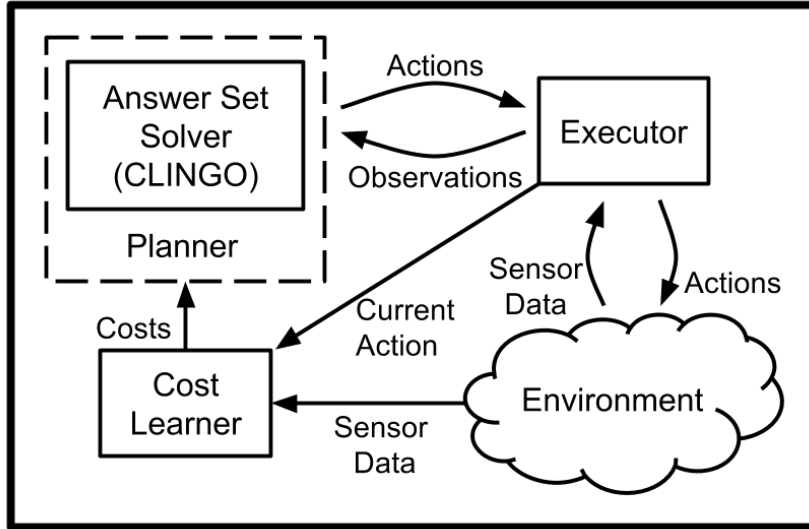 Answer Set
Solver
(CLINGO)
Planner
Actions
Observations
Executor
Sensor
Data
Actions
Costs
Current
Action
Cost
Learner
Sensor
Data
Environment